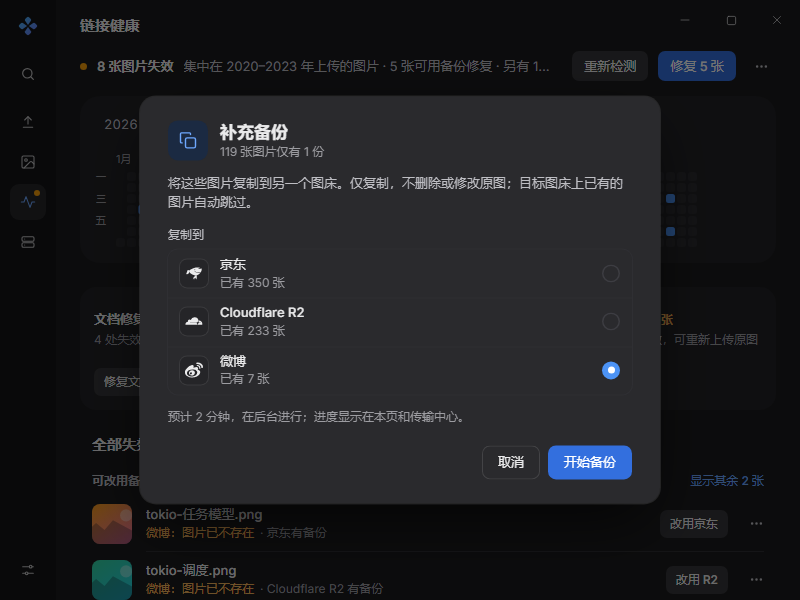 链接健康
8 张图片失效 集中在 2020–2023 年上传的图片 · 5 张可用备份修复 · 另有 1...
重新检测
修复 5 张
2026
1月
一
三
五
补充备份
119 张图片仅有 1 份
将这些图片复制到另一个图床。仅复制，不删除或修改原图；目标图床上已有的
图片自动跳过。
复制到
京东
已有 350 张
Cloudflare R2
已有 233 张
微博
已有 7 张
预计 2 分钟，在后台进行；进度显示在本页和传输中心。
取消
开始备份
文档修复
4 处失效
修复文
张
，可重新上传原图
全部失效
可改用备
显示其余 2 张
tokio-任务模型.png
微博：图片已不存在 · 京东有备份
改用京东
tokio-调度.png
微博：图片已不存在 · Cloudflare R2 有备份
改用 R2